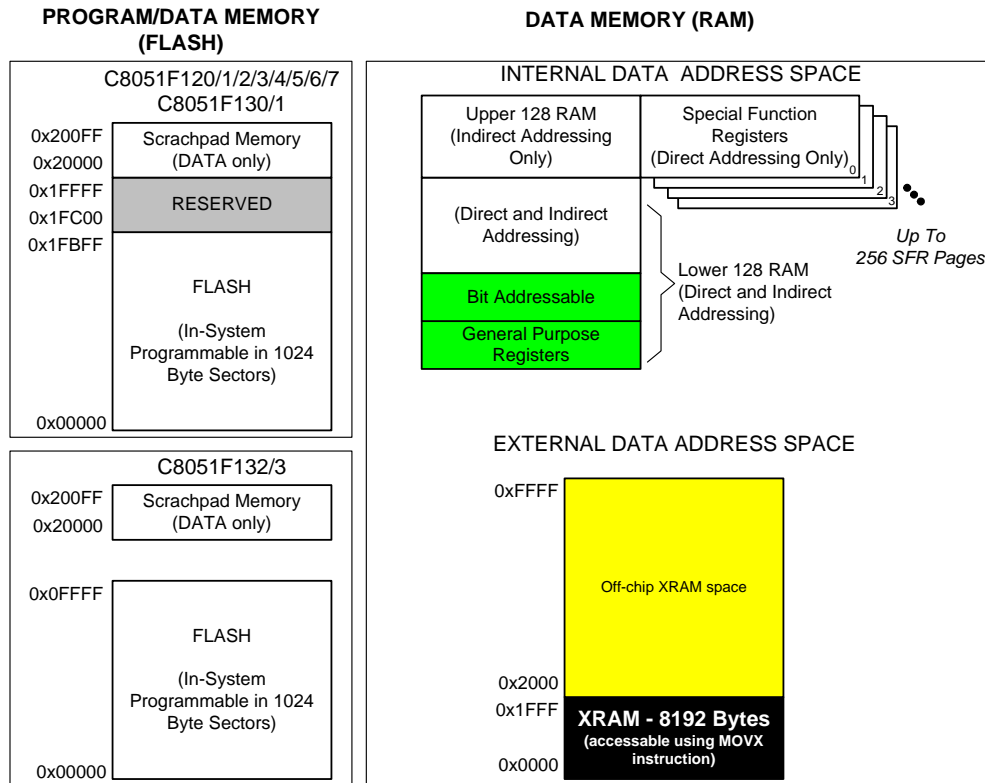 PROGRAM/DATA MEMORY
(FLASH)
C8051F120/1/2/3/4/5/6/7
C8051F130/1
0x200FF
0x20000
Scrachpad Memory
(DATA only)
0x1FFFF
0x1FC00
RESERVED
0x1FBFF
FLASH
(In-System
Programmable in 1024
Byte Sectors)
0x00000
C8051F132/3
0x200FF
0x20000
Scrachpad Memory
(DATA only)
0x0FFFF
FLASH
(In-System
Programmable in 1024
Byte Sectors)
0x00000
DATA MEMORY (RAM)
INTERNAL DATA ADDRESS SPACE
Upper 128 RAM
(Indirect Addressing
Only)
Special Function
Registers
(Direct Addressing Only)
0
1
2
3
Up To
256 SFR Pages
(Direct and Indirect
Addressing)
Bit Addressable
General Purpose
Registers
Lower 128 RAM
(Direct and Indirect
Addressing)
EXTERNAL DATA ADDRESS SPACE
0xFFFF
Off-chip XRAM space
0x2000
0x1FFF
XRAM - 8192 Bytes
(accessable using MOVX
instruction)
0x0000